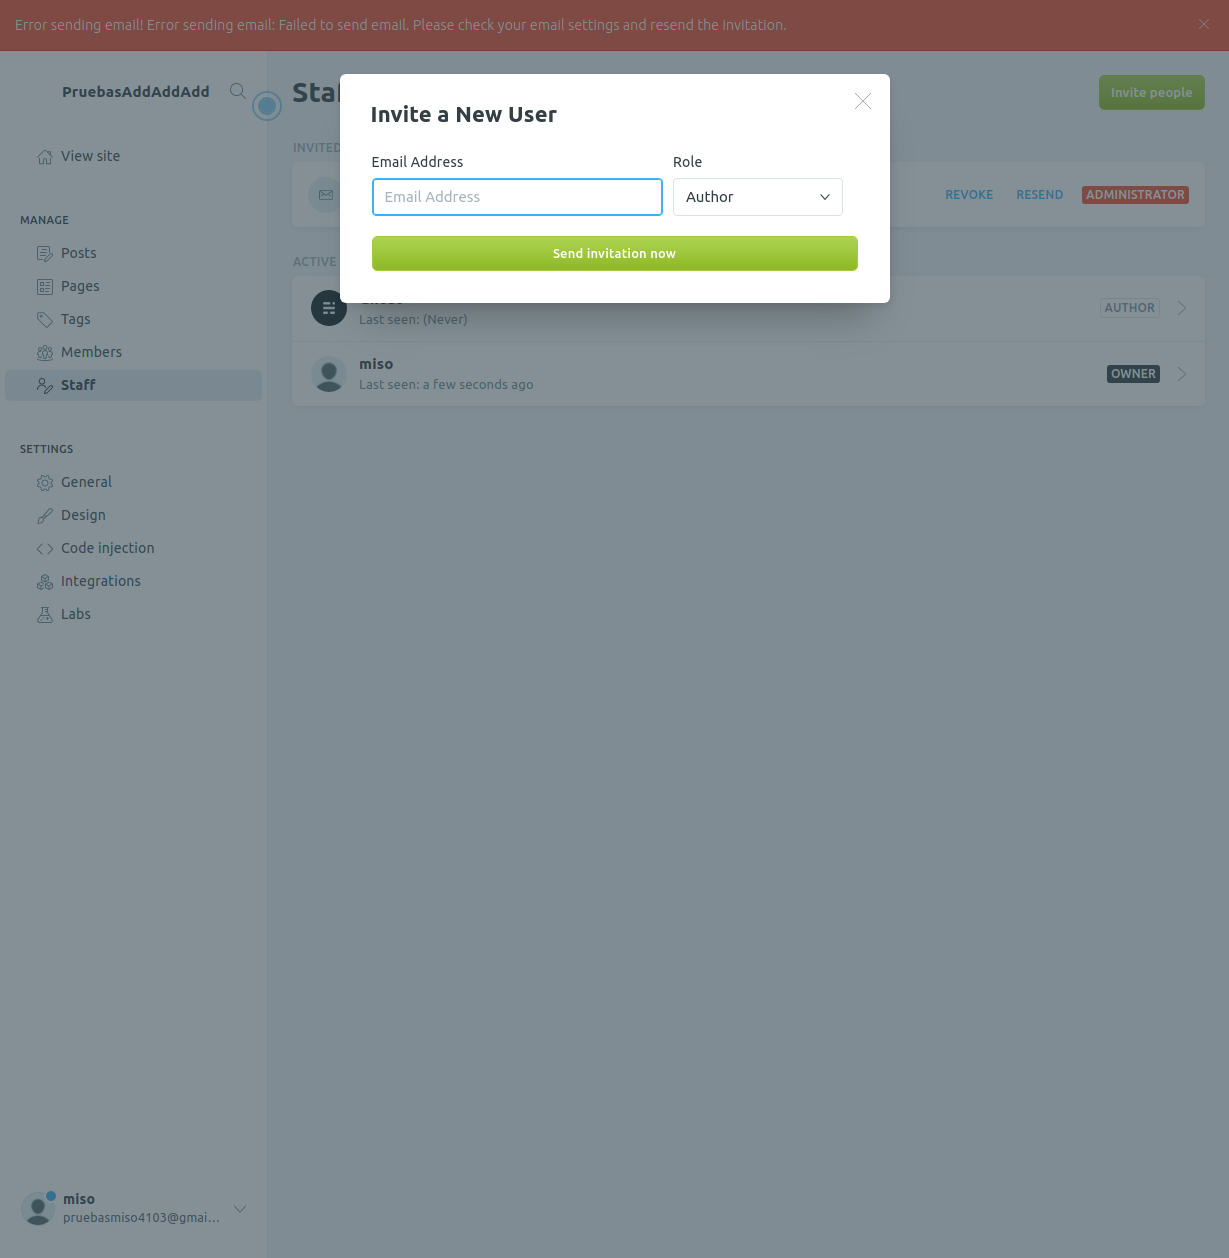 Error sending email! Error sending email: Failed to send email. Please check your email settings and resend the invitation.
PruebasAddAddAdd
View site
MANAGE
Posts
Pages
Tags
Members
Staff
SETTINGS
General
Design
Code injection
Integrations
Labs
miso
pruebasmiso4103@gmai...
Invite people
INVITED
REVOKE RESEND ADMINISTRATOR
ACTIVE
Last seen: (Never)
AUTHOR
miso
Last seen: a few seconds ago
OWNER
Invite a New User
Email Address Role
Email Address Author
Send invitation now